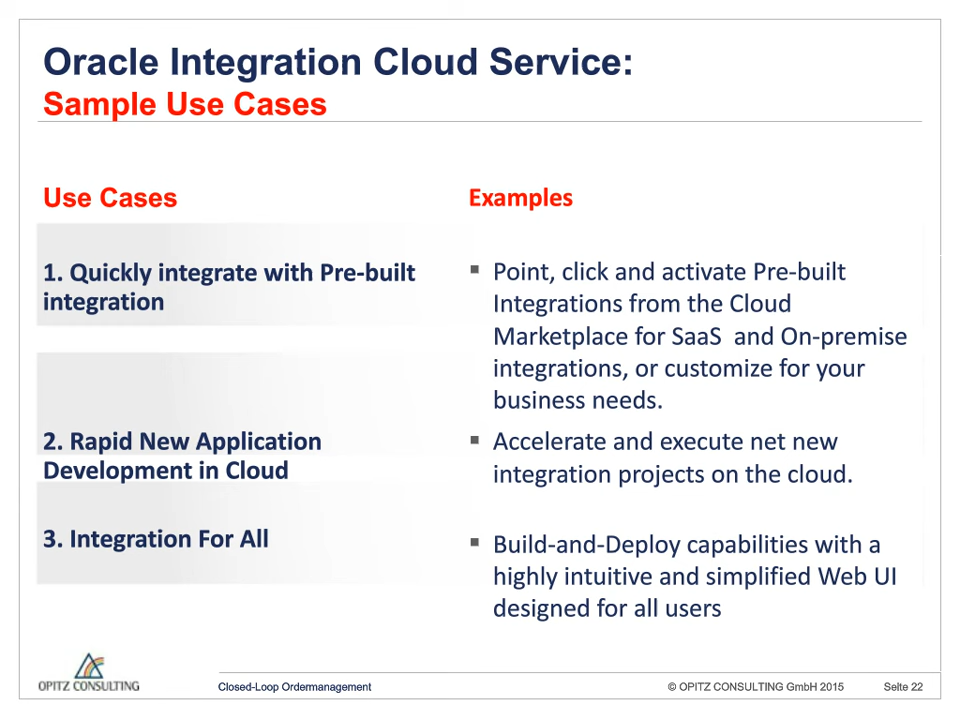 Oracle Integration Cloud Service:
Sample Use Cases
Use Cases
Examples
1. Quickly integrate with Pre-built
integration
▪ Point, click and activate Pre-built
Integrations from the Cloud
Marketplace for SaaS and On-premise
integrations, or customize for your
business needs.
2. Rapid New Application
Development in Cloud
▪ Accelerate and execute net new
integration projects on the cloud.
3. Integration For All
▪ Build-and-Deploy capabilities with a
highly intuitive and simplified Web UI
designed for all users
OPITZ CONSULTING
Closed-Loop Ordermanagement
© OPITZ CONSULTING GmbH 2015
Seite 22